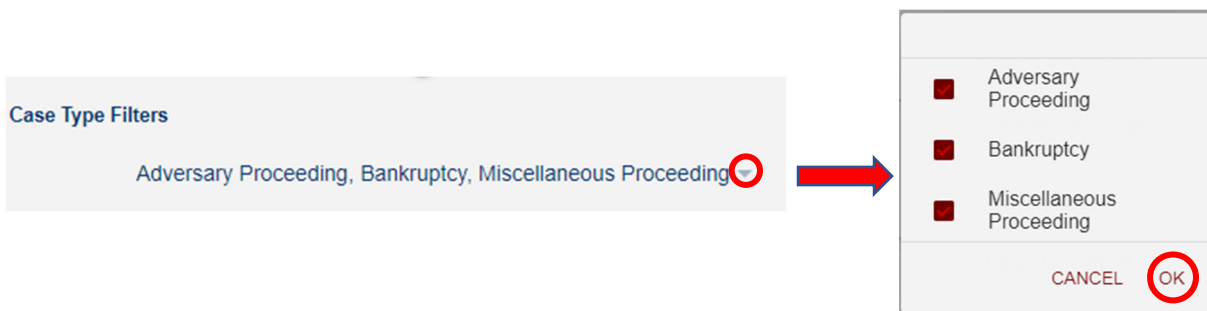 Case Type Filters
Adversary Proceeding, Bankruptcy, Miscellaneous Proceeding
Adversary
Proceeding
Bankruptcy
Miscellaneous
Proceeding
CANCEL OK